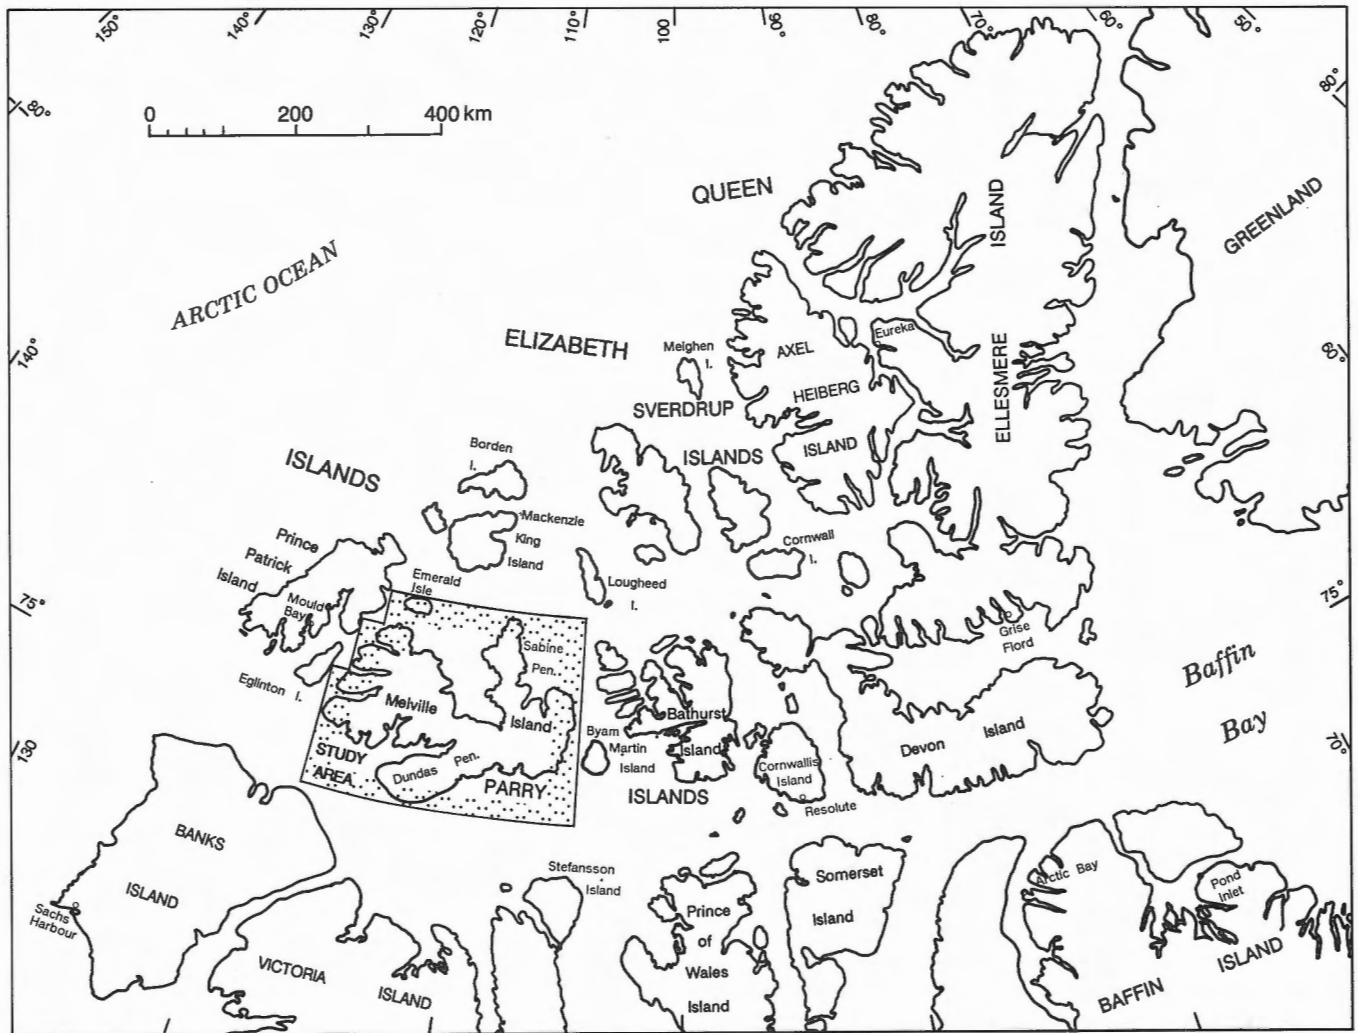 150°
140°
130°
120°
110°
100
90°
80°
70°
60°
50°
80°
80°
0 200 400 km
QUEEN
ISLAND
GREENLAND
ARCTIC OCEAN
140°
ELIZABETH
Meighen
I.
AXEL
Eureka
60°
HEIBERG
ELLESMERE
SVERDRUP
ISLANDS
ISLAND
Borden
I.
ISLANDS
Mackenzie
King
Island
Prince
Patrick
Island
Cornwall
I.
Emerald
Isle
Lougheed
I.
75°
Mould
Bay
75°
Grise
Fiord
Sabine
Pen.
Baffin
Bay
Eglinton I.
Melville
Island
Bathurst
Island
Devon
Island
130
STUDY
AREA
Byam
Martin
Island
Cornwallis
Island
70°
Dundas Pen.
PARRY
ISLANDS
Resolute
BANKS
ISLAND
Stefansson
Island
Somerset
Island
Arctic Bay
Pond
Inlet
Sachs
Harbour
Prince
of
Wales
Island
VICTORIA
ISLAND
BAFFIN
ISLAND